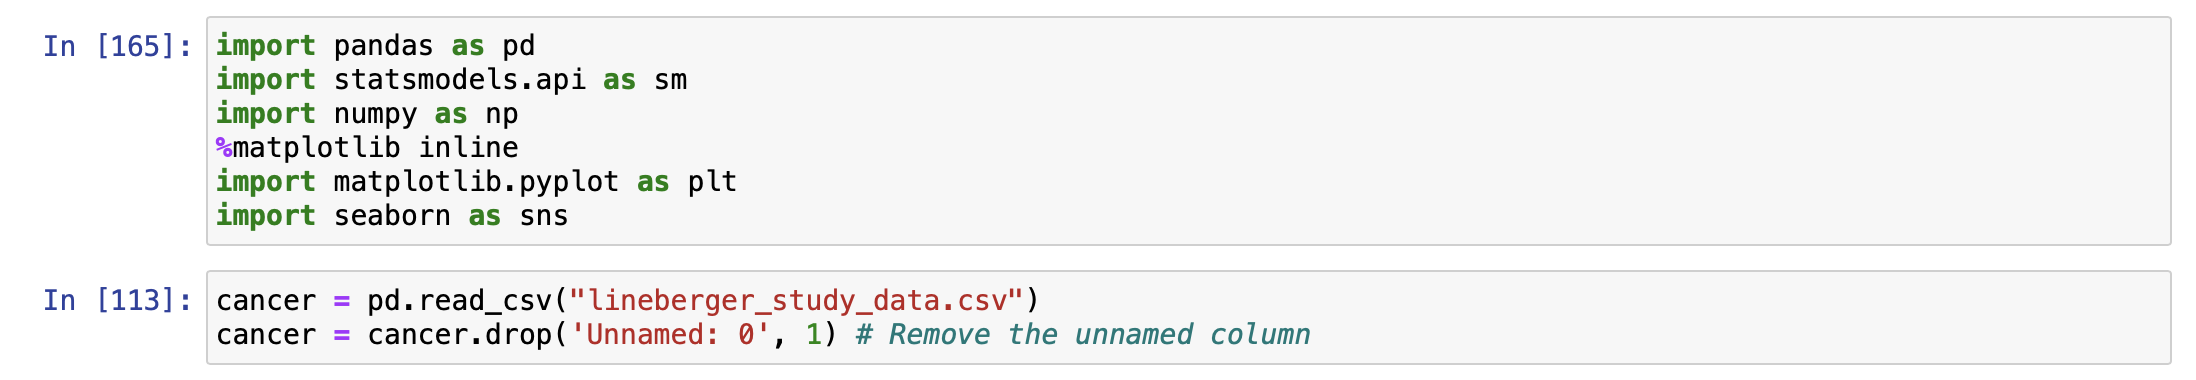 In [165]: import pandas as pd
import statsmodels.api as sm
import numpy as np
%matplotlib inline
import matplotlib.pyplot as plt
import seaborn as sns
In [113]: cancer = pd.read_csv("lineberger_study_data.csv")
cancer = cancer.drop('Unnamed: 0', 1) # Remove the unnamed column